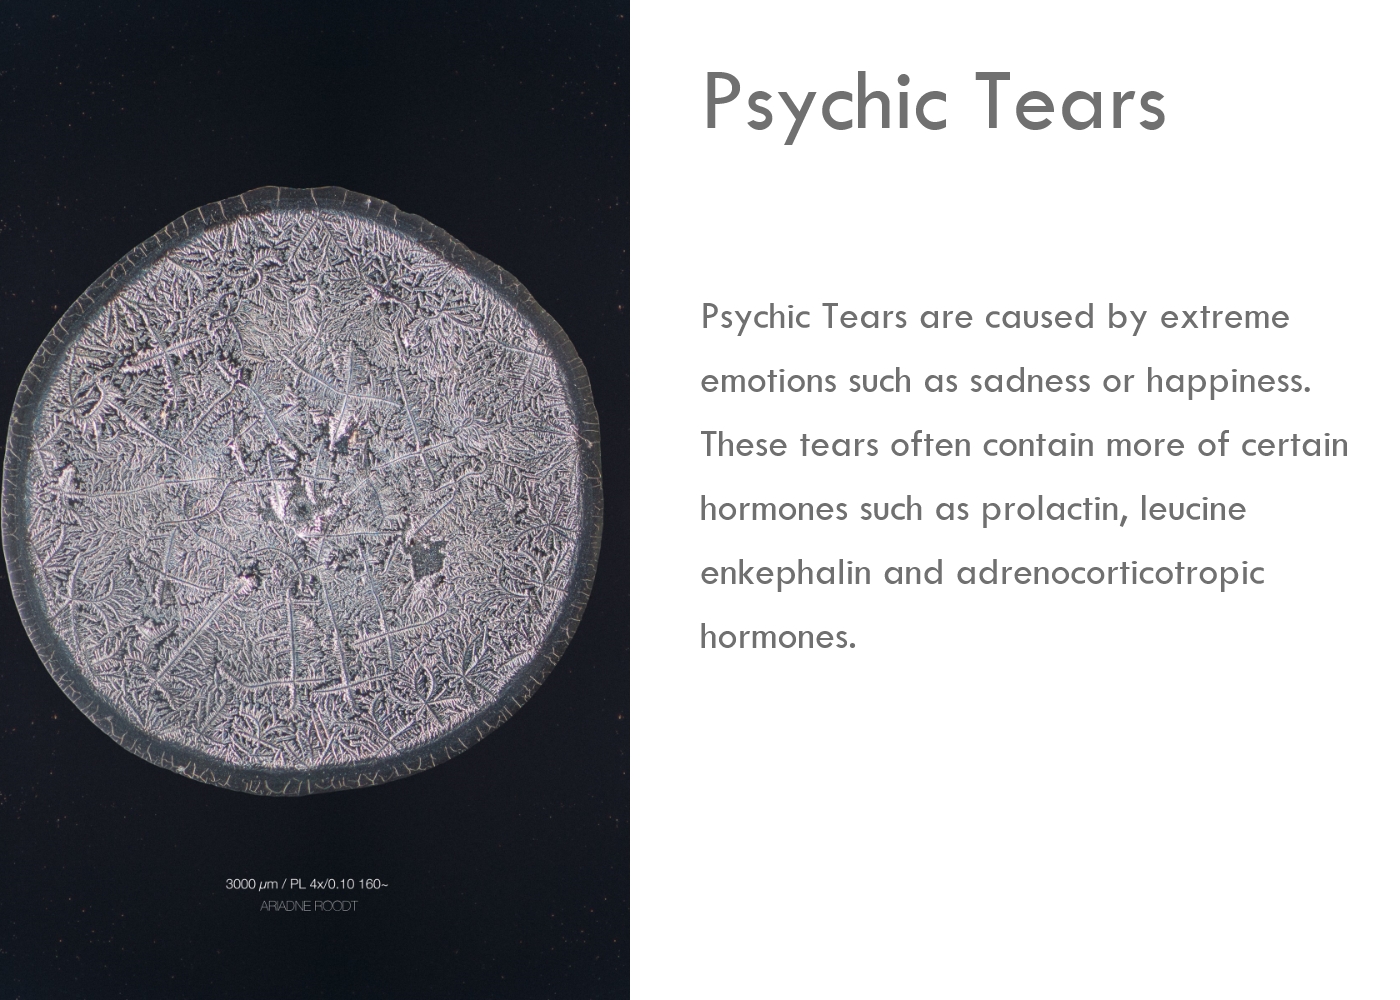 Psychic Tears
Psychic Tears are caused by extreme
emotions such as sadness or happiness.
These tears often contain more of certain
hormones such as prolactin, leucine
enkephalin and adrenocorticotropic
hormones.
3000 µm / PL 4x/0.10 160~
ARIADNE ROODT